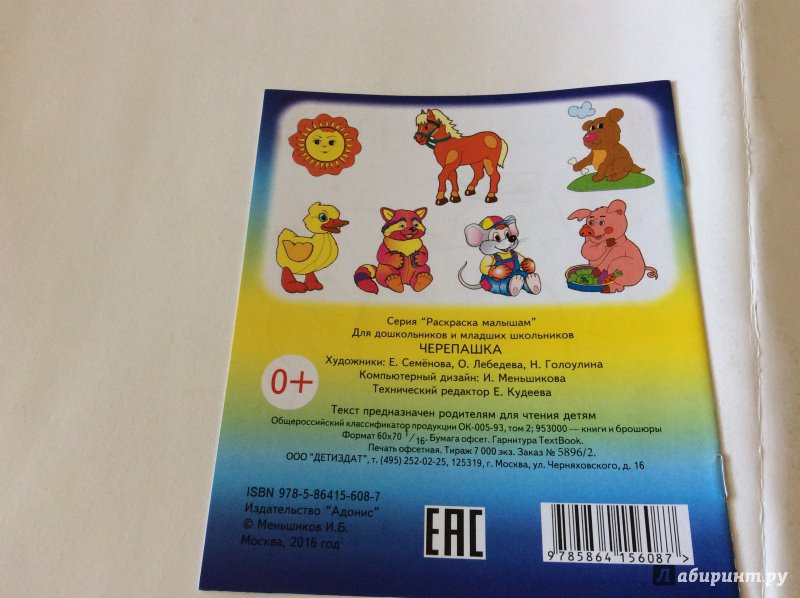 Серия "Раскраска малышам"
Для дошкольников и младших школьников
ЧЕРЕПАШКА
Художники: Е. Семёнова, О. Лебедева, Н. Голоулина
Компьютерный дизайн: И. Меньшикова
Технический редактор Е. Кудеева
0+
Текст предназначен родителям для чтения детям
Общероссийский классификатор продукции ОК-005-93, том 2; 953000 — книги и брошюры
Формат 60x70 1/16. Бумага офсет. Гарнитура TextBook.
Печать офсетная. Тираж 7 000 экз. Заказ № 5896/2.
ООО "ДЕТИЗДАТ", т. (495) 252-02-25, 125319, г. Москва, ул. Черняховского, д. 16
ISBN 978-5-86415-608-7
Издательство "Адонис"
© Меньшиков И.Б.
Москва, 2016 год
EAC
9785864 156087 >
Лабиринт.ру